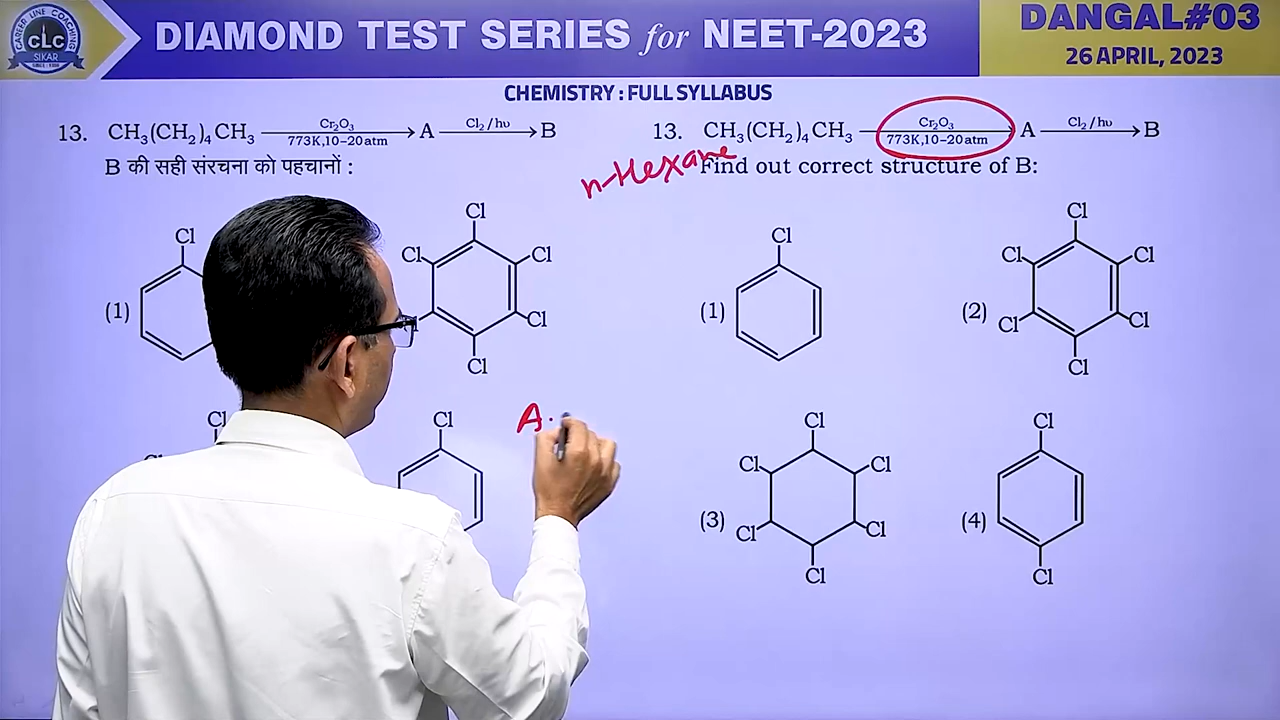 CAREER LINE COACHING
CLC
SIKAR
DIAMOND TEST SERIES for NEET-2023
DANGAL#03
26 APRIL, 2023
CHEMISTRY : FULL SYLLABUS
13. CH₃(CH₂)₄CH₃ Cr₂O₃ 773K,10–20atm A Cl₂/hυ B
B की सही संरचना को पहचानों :
(1)
Cl
Cl
Cl
Cl
Cl
Cl
Cl
Cl
Cl
13. CH₃(CH₂)₄CH₃ Cr₂O₃ 773K,10–20atm A Cl₂/hυ B
n-Hexane
Find out correct structure of B:
(1)
Cl
(2)
Cl
Cl
Cl
Cl
Cl
Cl
A.
(3)
Cl
Cl
Cl
Cl
Cl
Cl
(4)
Cl
Cl